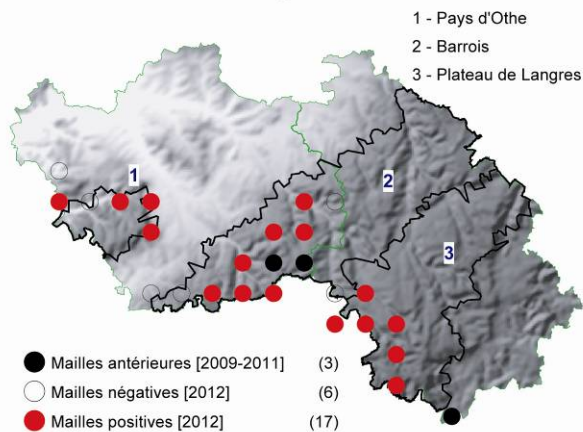 1 - Pays d'Othe
2 - Barrois
3 - Plateau de Langres
1
2
3
Mailles antérieures [2009-2011] (3)
Mailles négatives [2012] (6)
Mailles positives [2012] (17)